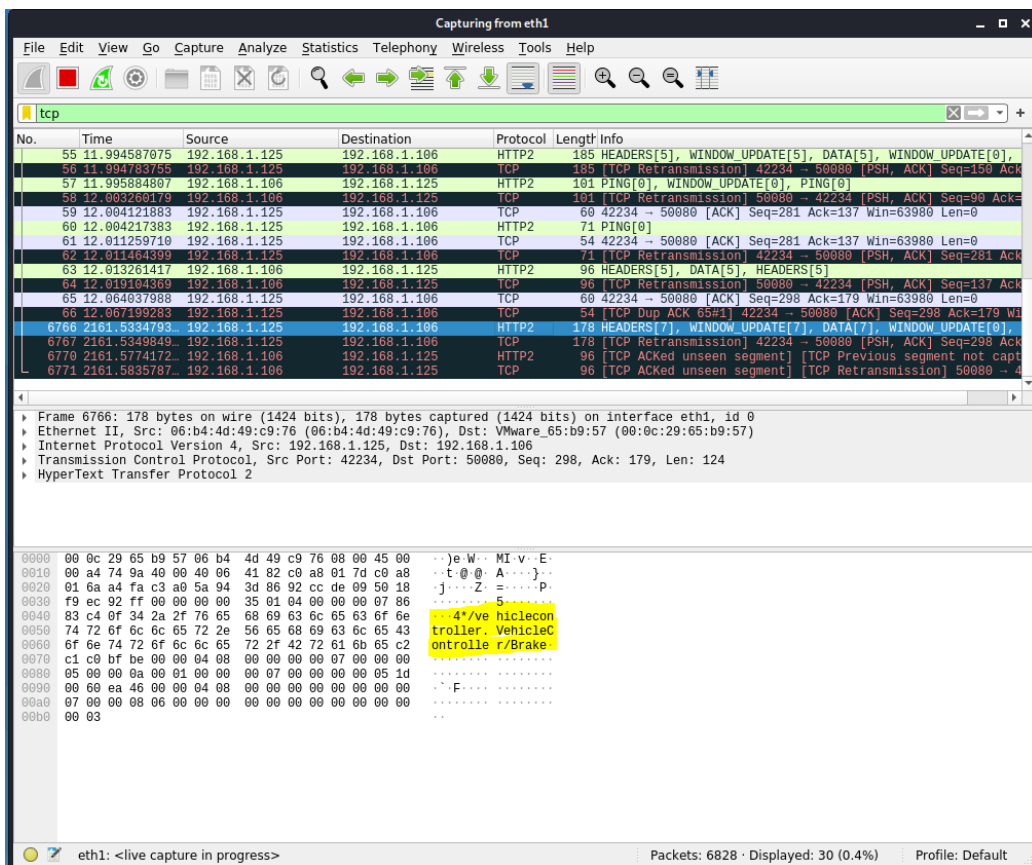 Capturing from eth1
File Edit View Go Capture Analyze Statistics Telephony Wireless Tools Help
tcp
No. Time Source Destination Protocol Length Info
55 11.994587075 192.168.1.125 192.168.1.106 HTTP2 185 HEADERS[5], WINDOW_UPDATE[5], DATA[5], WINDOW_UPDATE[0],
56 11.994783755 192.168.1.125 192.168.1.106 TCP 185 [TCP Retransmission] 42234 → 50080 [PSH, ACK] Seq=150 Ack
57 11.995884807 192.168.1.106 192.168.1.125 HTTP2 101 PING[0], WINDOW_UPDATE[0], PING[0]
58 12.003260179 192.168.1.106 192.168.1.125 TCP 101 [TCP Retransmission] 50080 → 42234 [PSH, ACK] Seq=90 Ack=
59 12.004121883 192.168.1.125 192.168.1.106 TCP 60 42234 → 50080 [ACK] Seq=281 Ack=137 Win=63980 Len=0
60 12.004217383 192.168.1.125 192.168.1.106 HTTP2 71 PING[0]
61 12.011259710 192.168.1.125 192.168.1.106 TCP 54 42234 → 50080 [ACK] Seq=281 Ack=137 Win=63980 Len=0
62 12.011464399 192.168.1.125 192.168.1.106 TCP 71 [TCP Retransmission] 42234 → 50080 [PSH, ACK] Seq=281 Ack
63 12.013261417 192.168.1.106 192.168.1.125 HTTP2 96 HEADERS[5], DATA[5], HEADERS[5]
64 12.019104369 192.168.1.106 192.168.1.125 TCP 96 [TCP Retransmission] 50080 → 42234 [PSH, ACK] Seq=137 Ack
65 12.064037988 192.168.1.125 192.168.1.106 TCP 60 42234 → 50080 [ACK] Seq=298 Ack=179 Win=63980 Len=0
66 12.067199283 192.168.1.125 192.168.1.106 TCP 54 [TCP Dup ACK 65#1] 42234 → 50080 [ACK] Seq=298 Ack=179 Wi
6766 2161.5334793… 192.168.1.125 192.168.1.106 HTTP2 178 HEADERS[7], WINDOW_UPDATE[7], DATA[7], WINDOW_UPDATE[0],
6767 2161.5349849… 192.168.1.125 192.168.1.106 TCP 178 [TCP Retransmission] 42234 → 50080 [PSH, ACK] Seq=298 Ack
6770 2161.5774172… 192.168.1.106 192.168.1.125 HTTP2 96 [TCP ACKed unseen segment] [TCP Previous segment not capt
6771 2161.5835787… 192.168.1.106 192.168.1.125 TCP 96 [TCP ACKed unseen segment] [TCP Retransmission] 50080 → 4
Frame 6766: 178 bytes on wire (1424 bits), 178 bytes captured (1424 bits) on interface eth1, id 0
Ethernet II, Src: 06:b4:4d:49:c9:76 (06:b4:4d:49:c9:76), Dst: VMware_65:b9:57 (00:0c:29:65:b9:57)
Internet Protocol Version 4, Src: 192.168.1.125, Dst: 192.168.1.106
Transmission Control Protocol, Src Port: 42234, Dst Port: 50080, Seq: 298, Ack: 179, Len: 124
HyperText Transfer Protocol 2
0000 00 0c 29 65 b9 57 06 b4 4d 49 c9 76 08 00 45 00 ··)e·W·· MI·v··E·
0010 00 a4 74 9a 40 00 40 06 41 82 c0 a8 01 7d c0 a8 ··t·@·@· A····}··
0020 01 6a a4 fa c3 a0 5a 94 3d 86 92 cc de 09 50 18 ·j····Z· =·····P·
0030 f9 ec 92 ff 00 00 00 00 35 01 04 00 00 00 07 86 ········ 5·······
0040 83 c4 0f 34 2a 2f 76 65 68 69 63 6c 65 63 6f 6e ···4*/ve hiclecon
0050 74 72 6f 6c 6c 65 72 2e 56 65 68 69 63 6c 65 43 troller. VehicleC
0060 6f 6e 74 72 6f 6c 6c 65 72 2f 42 72 61 6b 65 c2 ontrolle r/Brake·
0070 c1 c0 bf be 00 00 04 08 00 00 00 00 07 00 00 00 ········ ········
0080 05 00 00 0a 00 01 00 00 00 07 00 00 00 00 05 1d ········ ········
0090 00 60 ea 46 00 00 04 08 00 00 00 00 00 00 00 00 ·`·F···· ········
00a0 07 00 00 08 06 00 00 00 00 00 00 00 00 00 00 00 ········ ········
00b0 00 03 ··
eth1: <live capture in progress> Packets: 6828 · Displayed: 30 (0.4%) Profile: Default